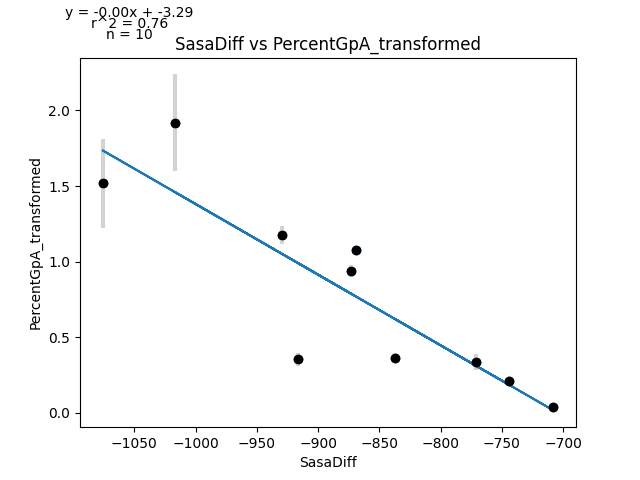 y = -0.00x + -3.29
r^2 = 0.76
n = 10
SasaDiff vs PercentGpA_transformed
PercentGpA_transformed
2.0
1.5
1.0
0.5
0.0
−1050 −1000 −950 −900 −850 −800 −750 −700
SasaDiff